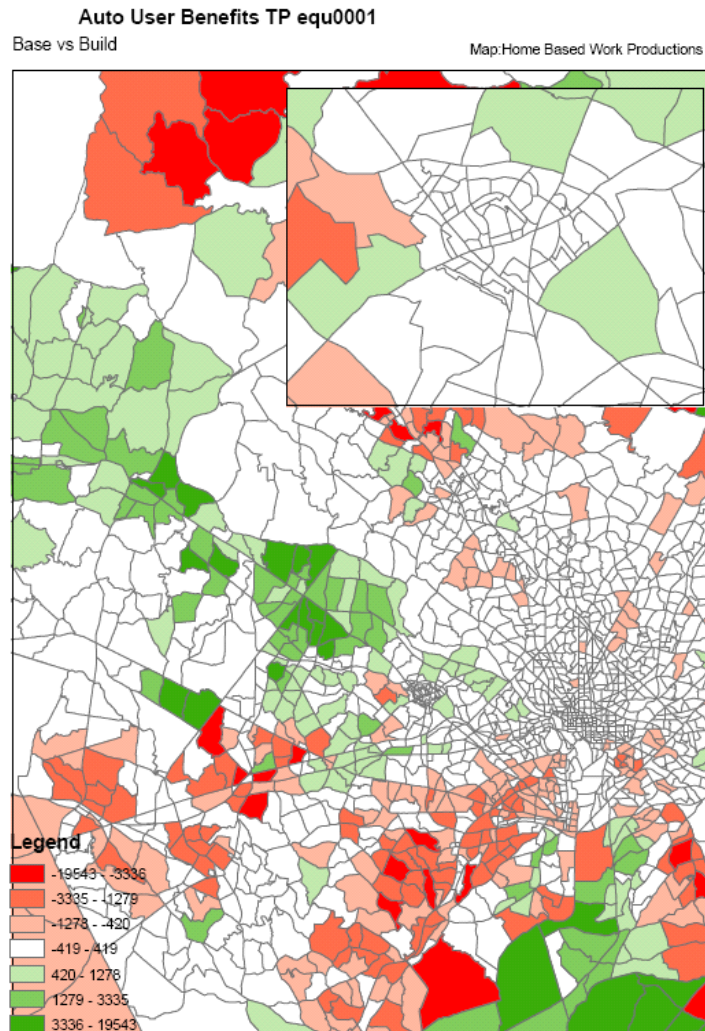 Auto User Benefits TP equ0001
Base vs Build
Map:Home Based Work Productions
Legend
-19543 - -3336
-3335 - -1279
-1278 - -420
-419 - 419
420 - 1278
1279 - 3335
3336 - 19543